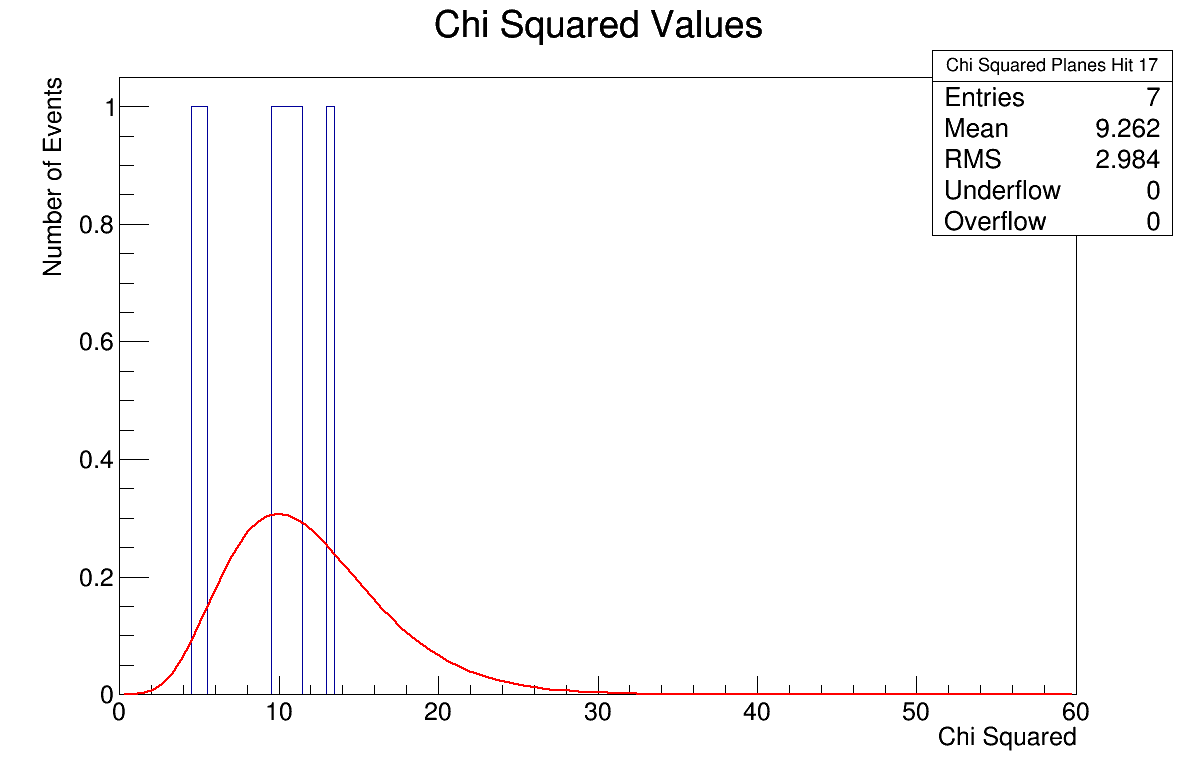 Chi Squared Values
Chi Squared Planes Hit 17
Entries 7
Mean 9.262
RMS 2.984
Underflow 0
Overflow 0
Number of Events
1
0.8
0.6
0.4
0.2
0
0 10 20 30 40 50 60
Chi Squared